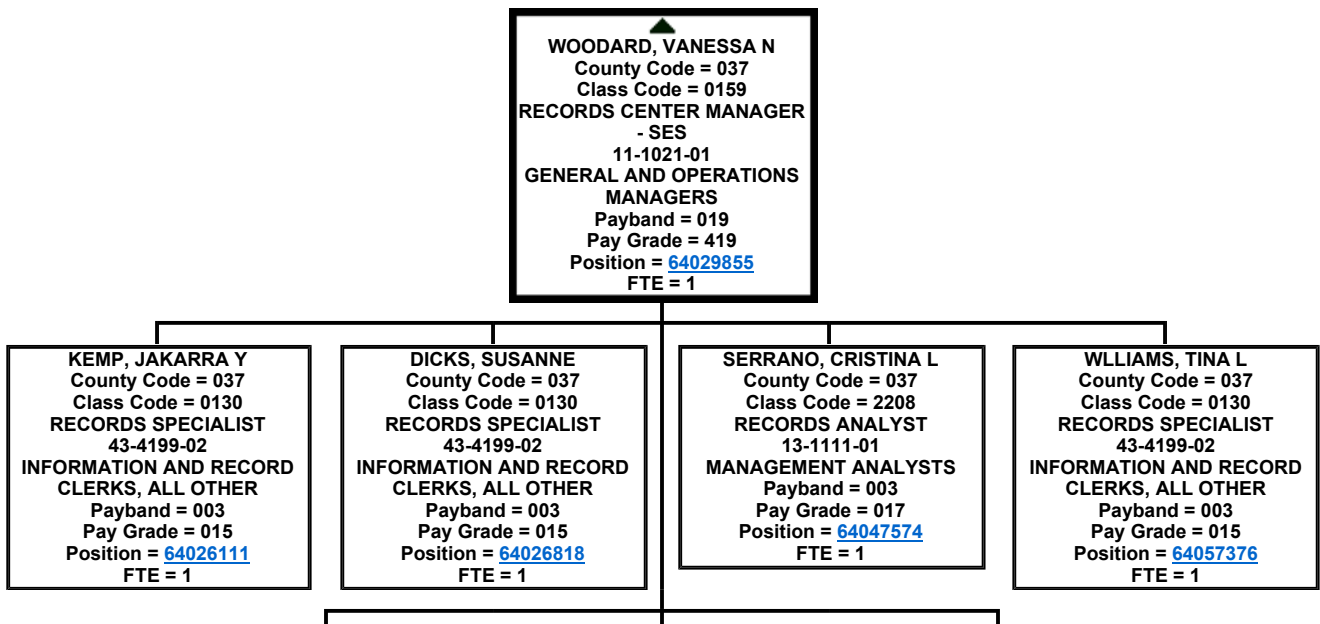 WOODARD, VANESSA N
County Code = 037
Class Code = 0159
RECORDS CENTER MANAGER
- SES
11-1021-01
GENERAL AND OPERATIONS
MANAGERS
Payband = 019
Pay Grade = 419
Position = 64029855
FTE = 1
KEMP, JAKARRA Y
County Code = 037
Class Code = 0130
RECORDS SPECIALIST
43-4199-02
INFORMATION AND RECORD
CLERKS, ALL OTHER
Payband = 003
Pay Grade = 015
Position = 64026111
FTE = 1
DICKS, SUSANNE
County Code = 037
Class Code = 0130
RECORDS SPECIALIST
43-4199-02
INFORMATION AND RECORD
CLERKS, ALL OTHER
Payband = 003
Pay Grade = 015
Position = 64026818
FTE = 1
SERRANO, CRISTINA L
County Code = 037
Class Code = 2208
RECORDS ANALYST
13-1111-01
MANAGEMENT ANALYSTS
Payband = 003
Pay Grade = 017
Position = 64047574
FTE = 1
WLLIAMS, TINA L
County Code = 037
Class Code = 0130
RECORDS SPECIALIST
43-4199-02
INFORMATION AND RECORD
CLERKS, ALL OTHER
Payband = 003
Pay Grade = 015
Position = 64057376
FTE = 1